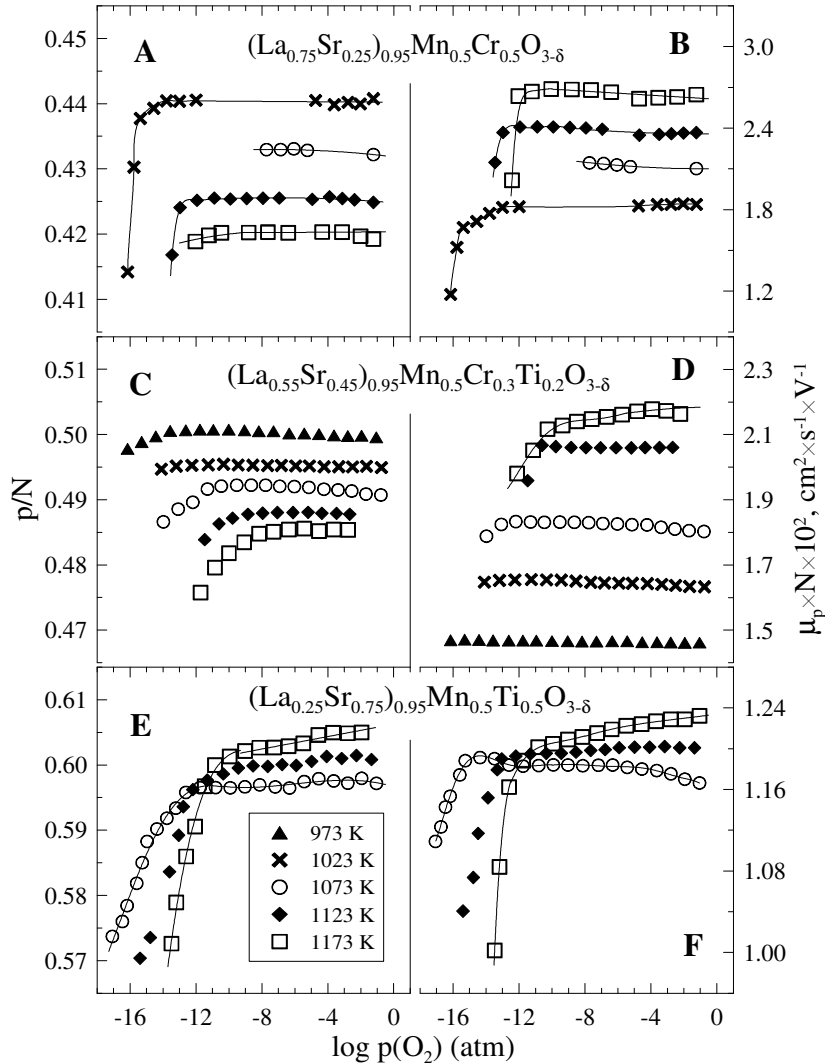 A
(La0.75Sr0.25)0.95Mn0.5Cr0.5O3-δ
B
0.45
0.44
0.43
0.42
0.41
3.0
2.4
1.8
1.2
C
(La0.55Sr0.45)0.95Mn0.5Cr0.3Ti0.2O3-δ
D
0.51
0.50
0.49
0.48
0.47
2.3
2.1
1.9
1.7
1.5
p/N
μp×N×10², cm²×s⁻¹×V⁻¹
E
(La0.25Sr0.75)0.95Mn0.5Ti0.5O3-δ
0.61
0.60
0.59
0.58
0.57
973 K
1023 K
1073 K
1123 K
1173 K
F
1.24
1.16
1.08
1.00
-16 -12 -8 -4 0 -16 -12 -8 -4 0
log p(O2) (atm)